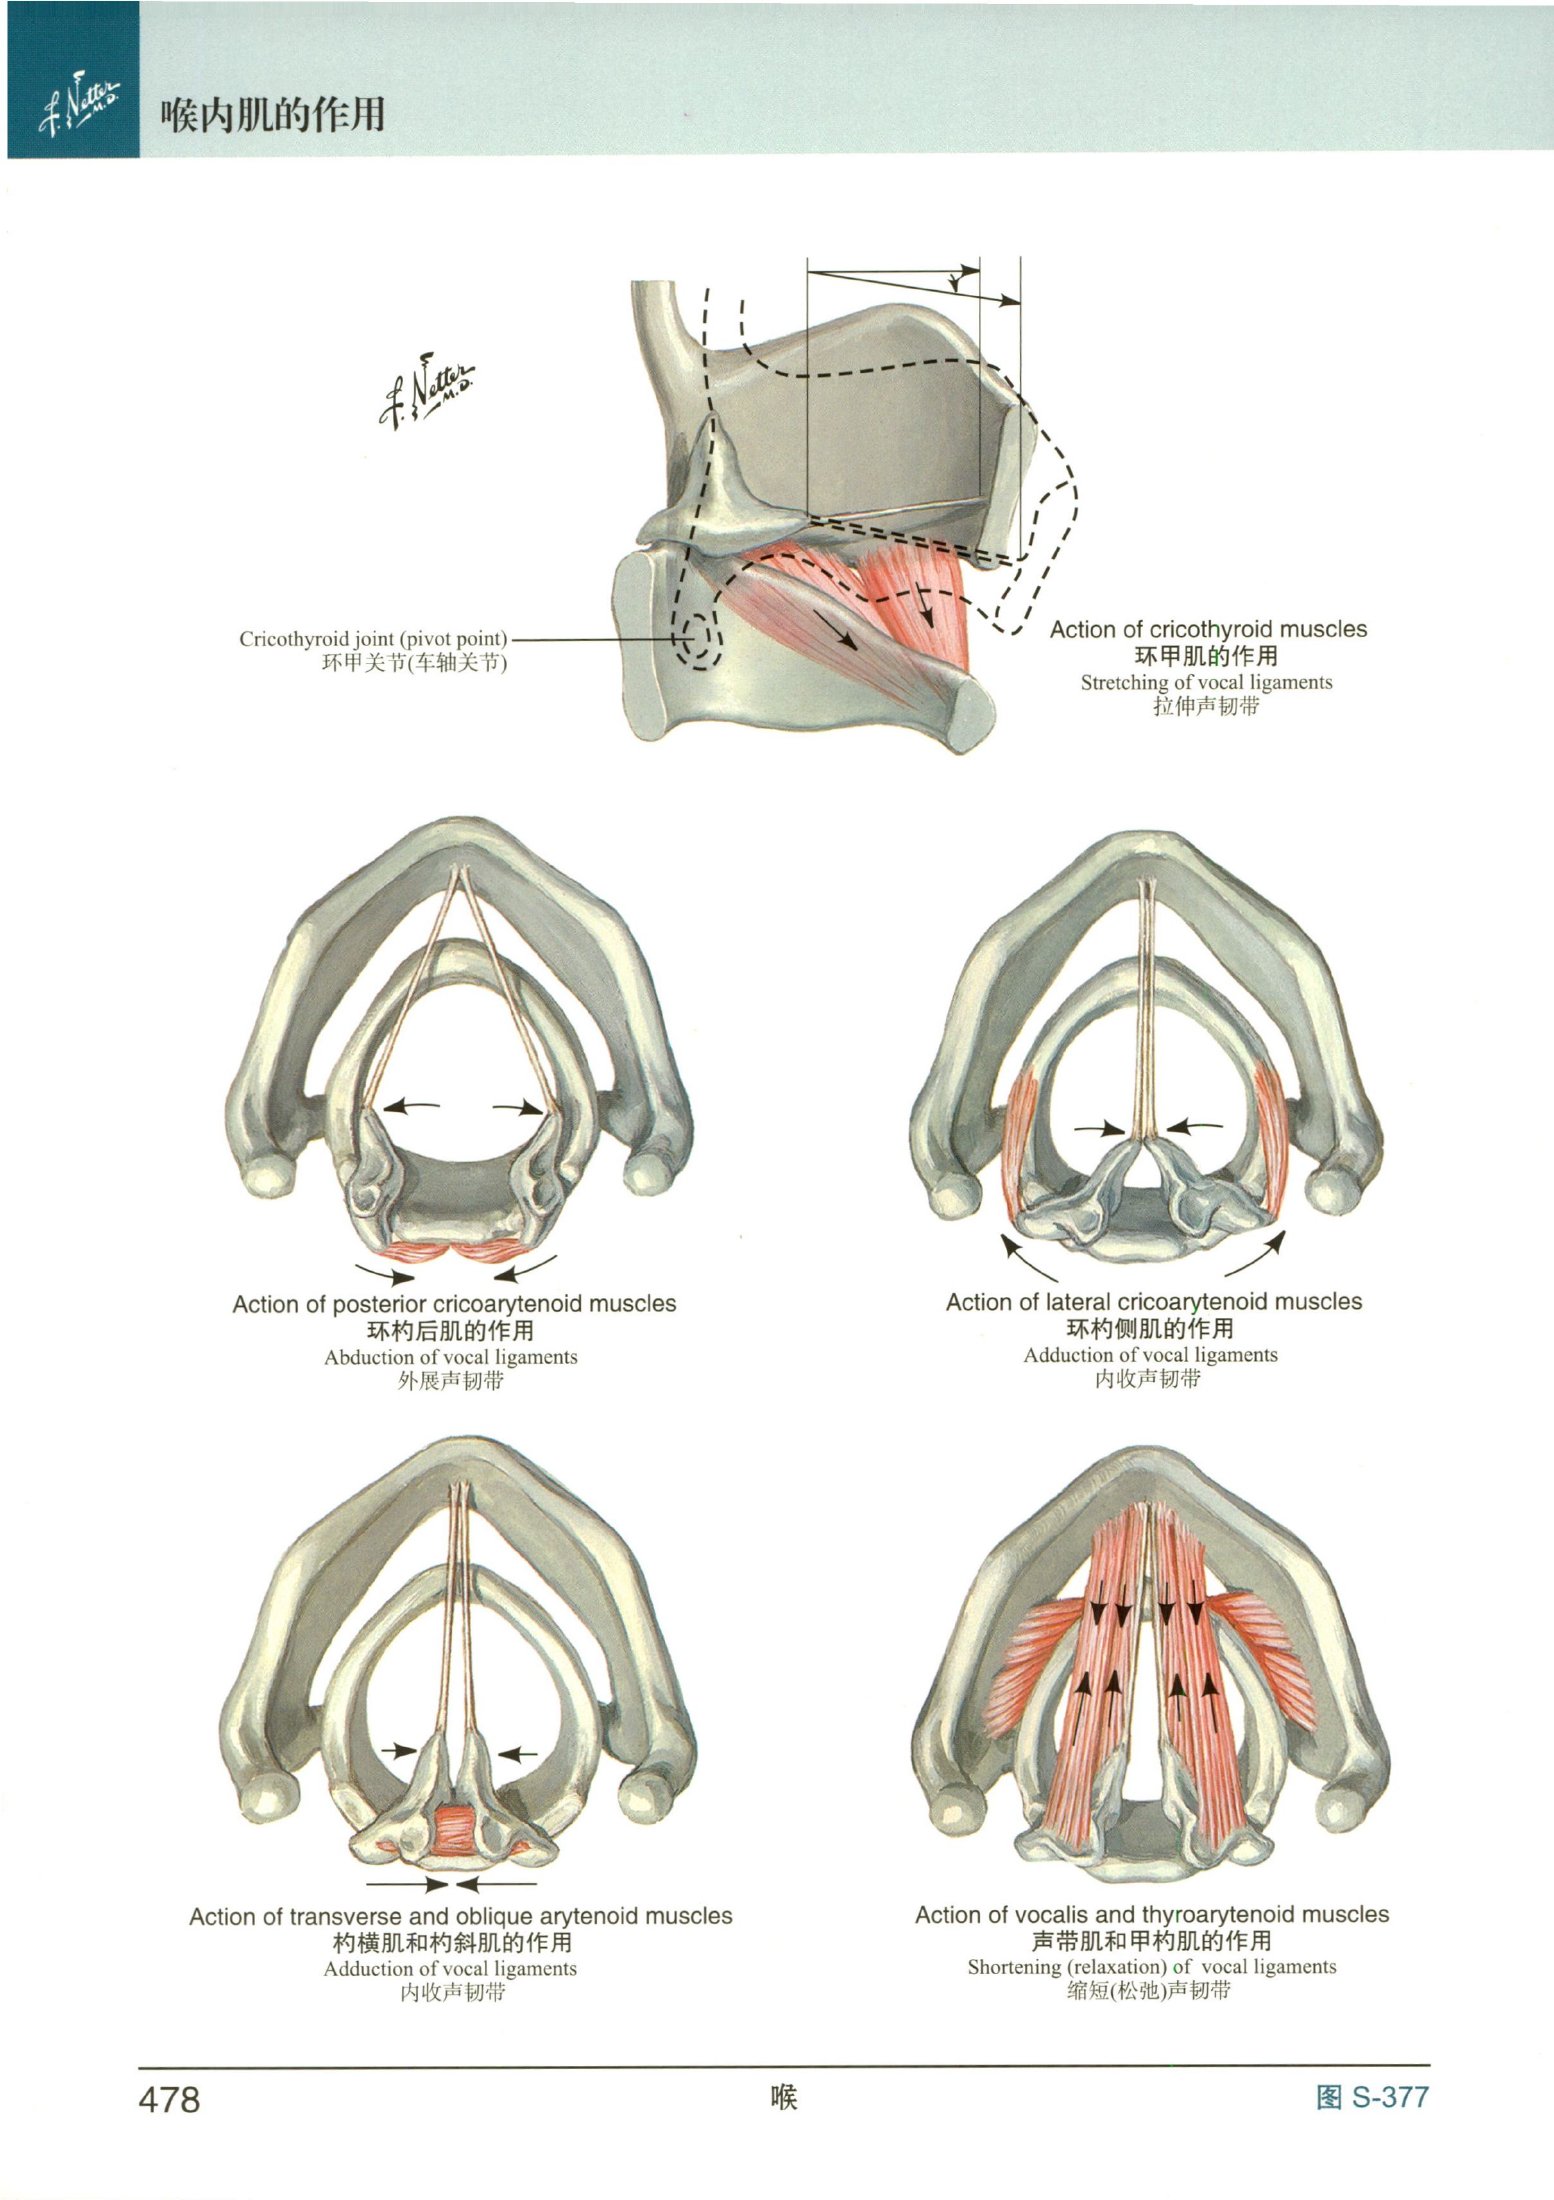 f. Netter
M.D.
喉内肌的作用
f. Netter
M.D.
Cricothyroid joint (pivot point)
环甲关节(车轴关节)
Action of cricothyroid muscles
环甲肌的作用
Stretching of vocal ligaments
拉伸声韧带
Action of posterior cricoarytenoid muscles
环杓后肌的作用
Abduction of vocal ligaments
外展声韧带
Action of lateral cricoarytenoid muscles
环杓侧肌的作用
Adduction of vocal ligaments
内收声韧带
Action of transverse and oblique arytenoid muscles
杓横肌和杓斜肌的作用
Adduction of vocal ligaments
内收声韧带
Action of vocalis and thyroarytenoid muscles
声带肌和甲杓肌的作用
Shortening (relaxation) of vocal ligaments
缩短(松弛)声韧带
478
喉
图 S-377